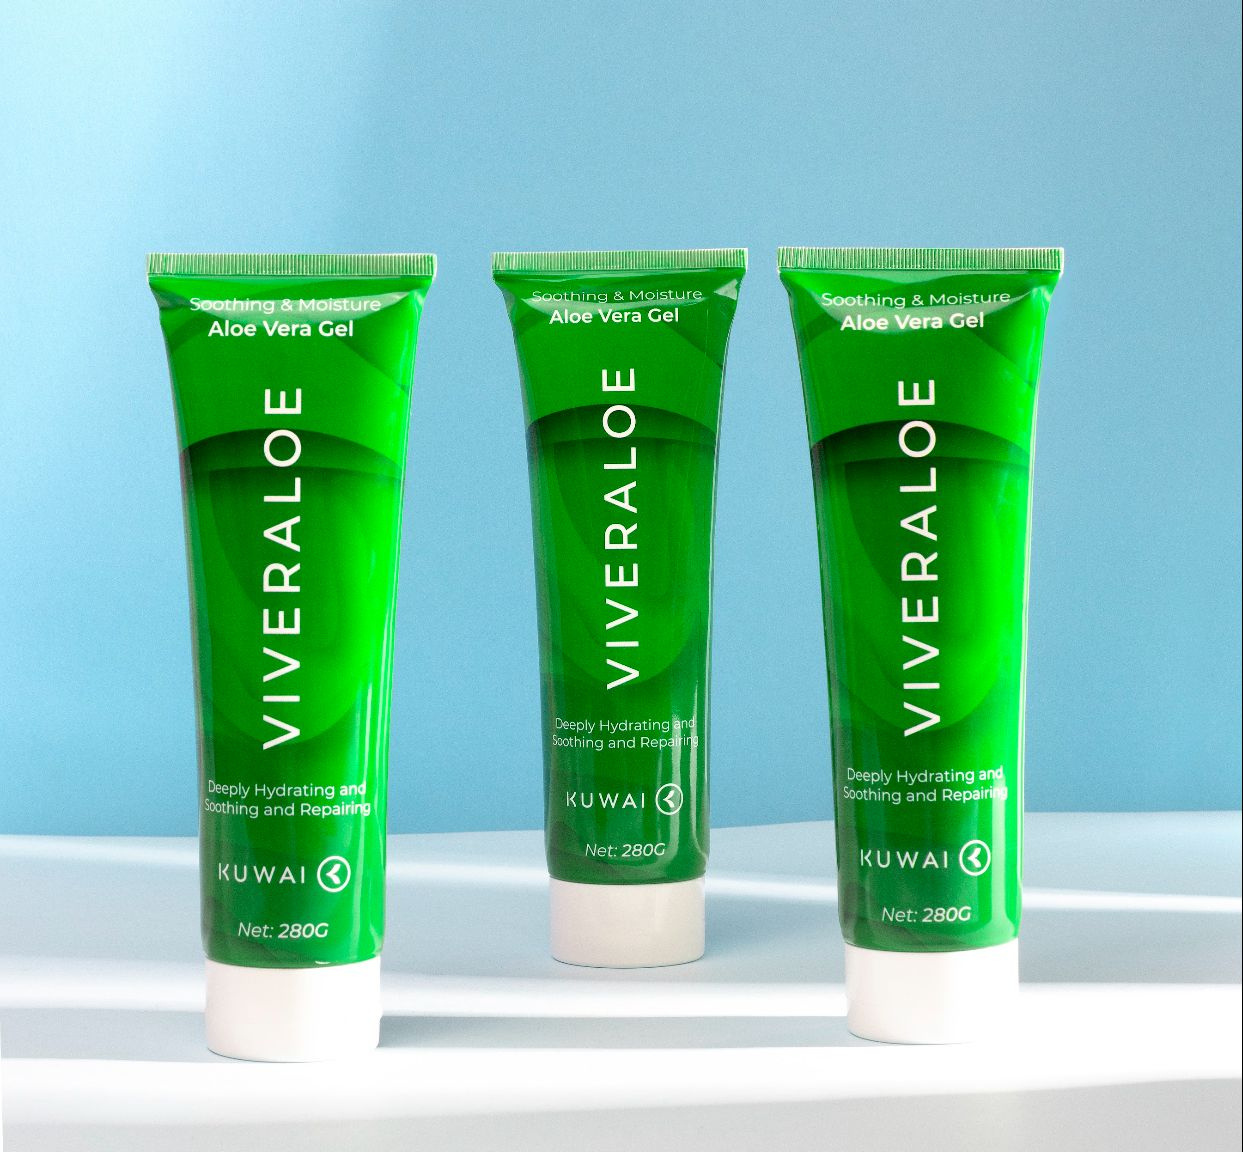 Soothing & Moisture
Aloe Vera Gel
VIVERALOE
Deeply Hydrating and
Soothing and Repairing
KUWAI
Net: 280G
Soothing & Moisture
Aloe Vera Gel
VIVERALOE
Deeply Hydrating and
Soothing and Repairing
KUWAI
Net: 280G
Soothing & Moisture
Aloe Vera Gel
VIVERALOE
Deeply Hydrating and
Soothing and Repairing
KUWAI
Net: 280G